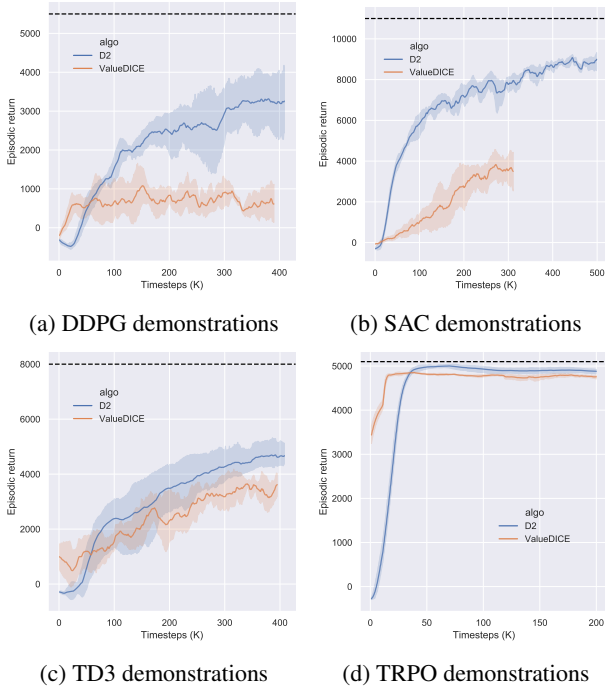 5000
4000
3000
2000
1000
0
Episodic return
algo
D2
ValueDICE
0
100
200
300
400
Timesteps (K)
(a) DDPG demonstrations
10000
8000
6000
4000
2000
0
Episodic return
algo
D2
ValueDICE
0
100
200
300
400
500
Timesteps (K)
(b) SAC demonstrations
8000
6000
4000
2000
0
Episodic return
algo
D2
ValueDICE
0
100
200
300
400
Timesteps (K)
(c) TD3 demonstrations
5000
4000
3000
2000
1000
0
Episodic return
algo
D2
ValueDICE
0
50
100
150
200
Timesteps (K)
(d) TRPO demonstrations